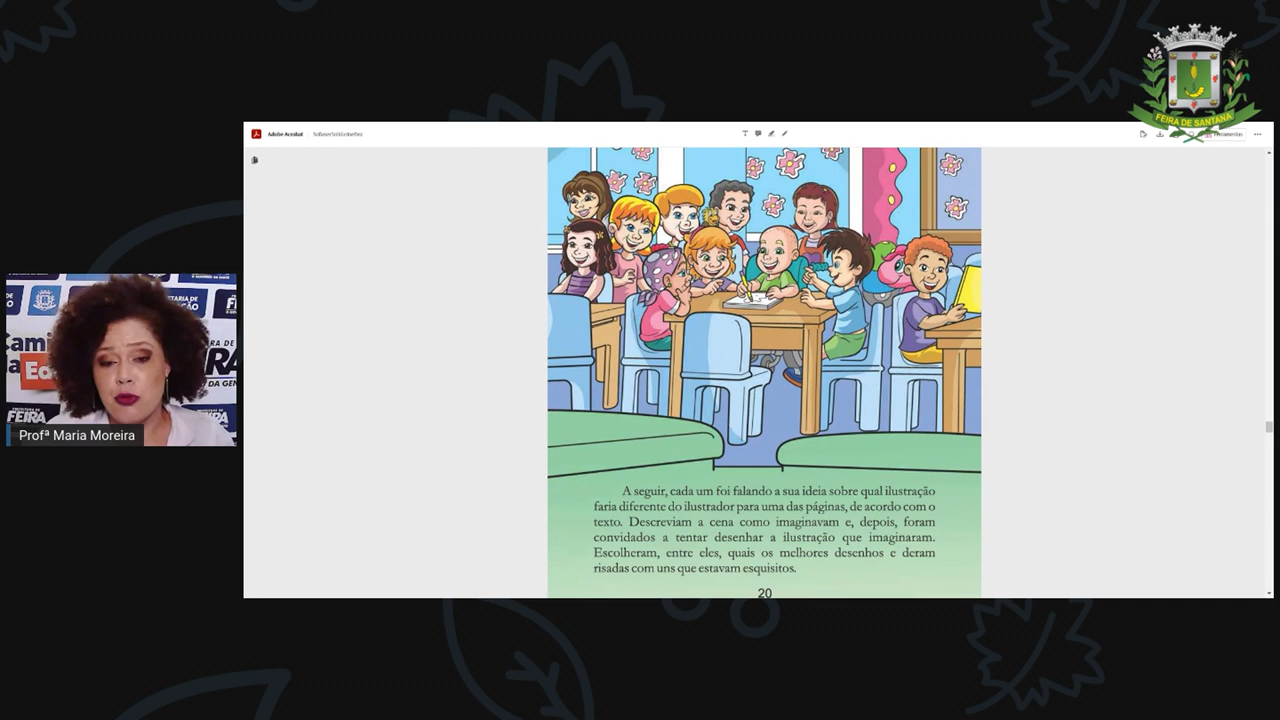 FEIRA DE SANTANA
Adobe Acrobat
Ferramentas
A seguir, cada um foi falando a sua ideia sobre qual ilustração
faria diferente do ilustrador para uma das páginas, de acordo com o
texto. Descreviam a cena como imaginavam e, depois, foram
convidados a tentar desenhar a ilustração que imaginaram.
Escolheram, entre eles, quais os melhores desenhos e deram
risadas com uns que estavam esquisitos.
20
FEIRA
Profª Maria Moreira